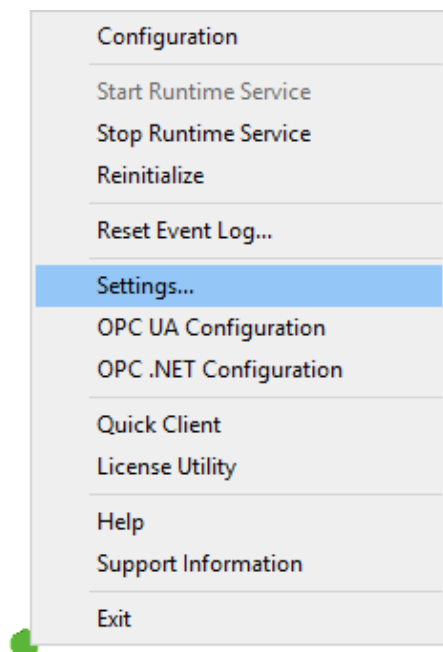 Configuration
Start Runtime Service
Stop Runtime Service
Reinitialize
Reset Event Log...
Settings...
OPC UA Configuration
OPC .NET Configuration
Quick Client
License Utility
Help
Support Information
Exit